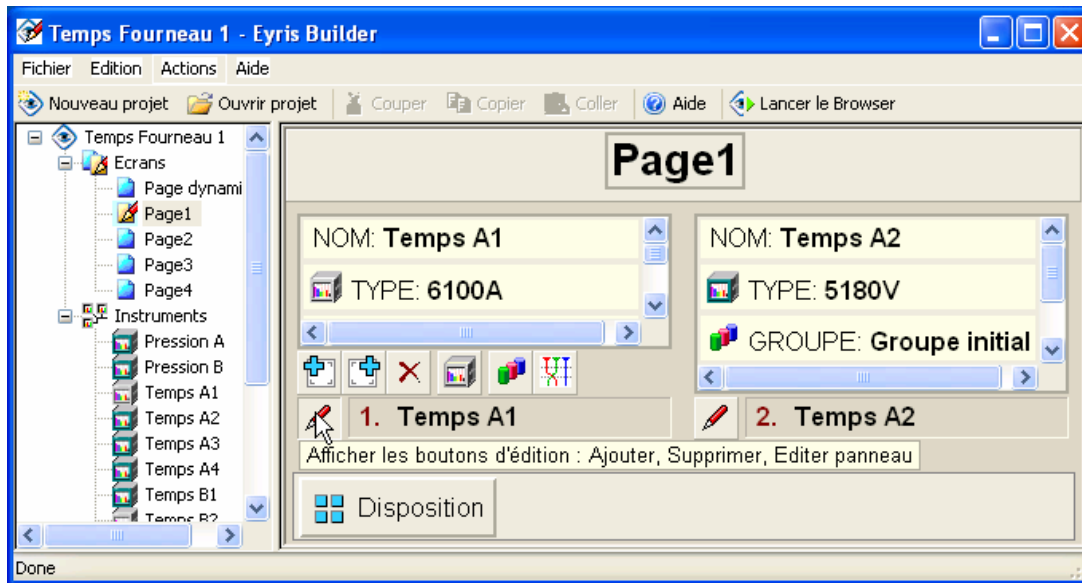 Temps Fourneau 1 - Eyris Builder
Fichier Edition Actions Aide
Nouveau projet Ouvrir projet Couper Copier Coller Aide Lancer le Browser
Temps Fourneau 1
Ecrans
Page dynami
Page1
Page2
Page3
Page4
Instruments
Pression A
Pression B
Temps A1
Temps A2
Temps A3
Temps A4
Temps B1
Temps B2
Page1
NOM: Temps A1
TYPE: 6100A
1. Temps A1
NOM: Temps A2
TYPE: 5180V
GROUPE: Groupe initial
2. Temps A2
Afficher les boutons d'édition : Ajouter, Supprimer, Editer panneau
Disposition
Done